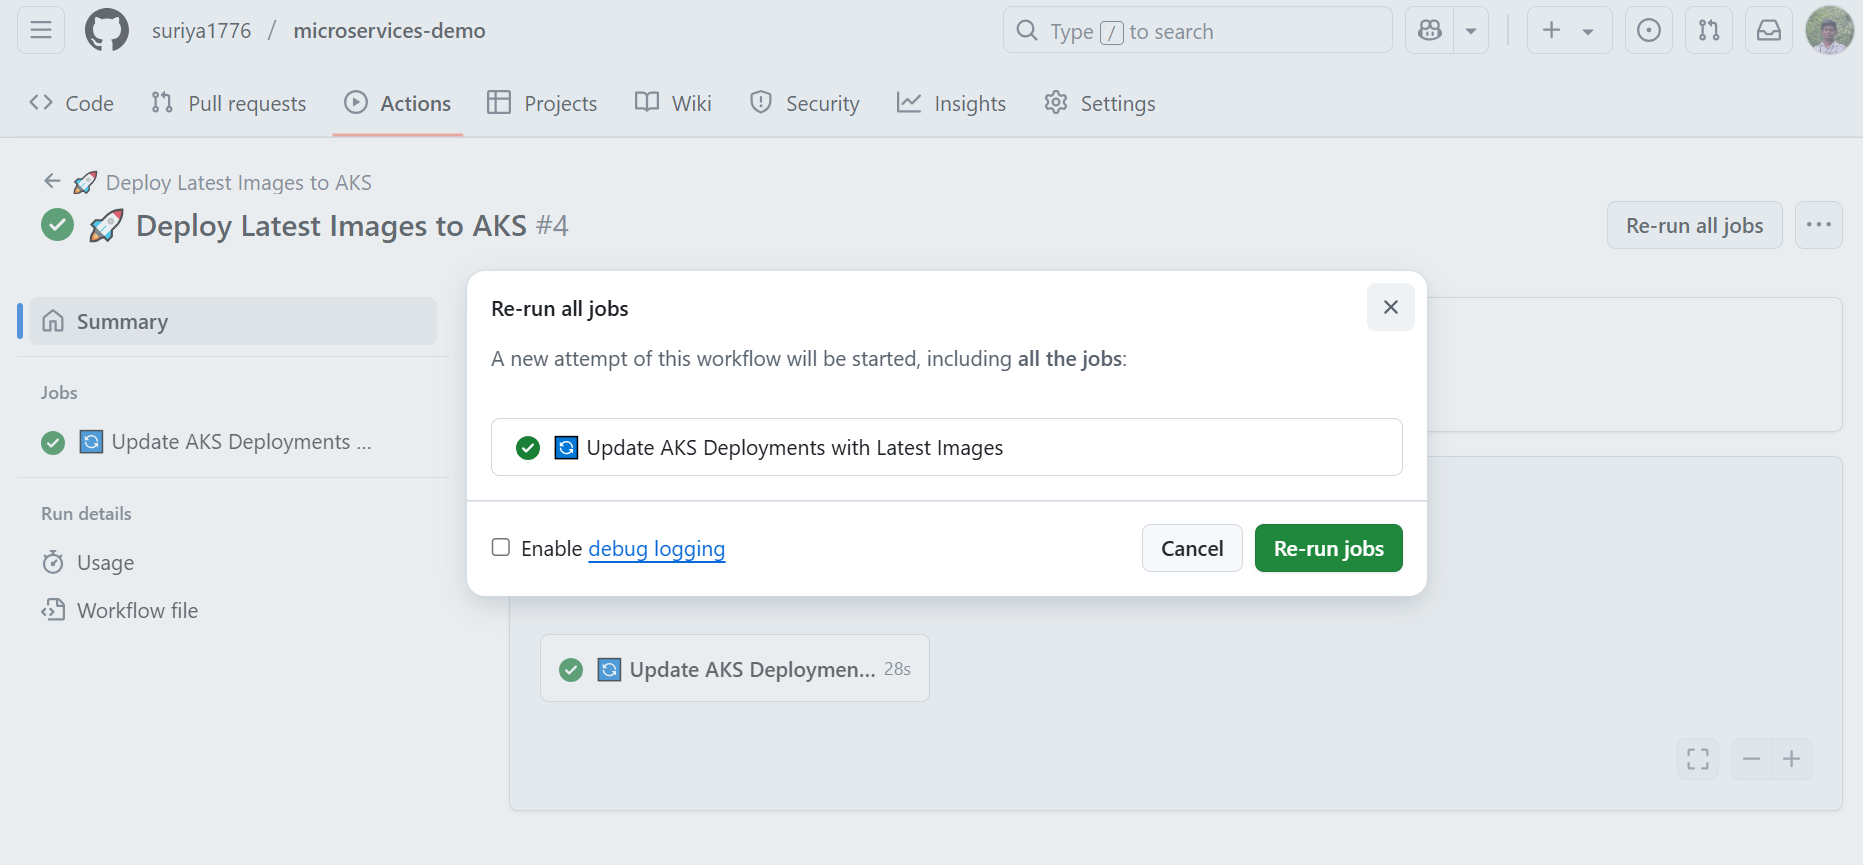 suriya1776 / microservices-demo
Type / to search
Code Pull requests Actions Projects Wiki Security Insights Settings
Deploy Latest Images to AKS
Deploy Latest Images to AKS #4
Re-run all jobs
Summary
Jobs
Update AKS Deployments ...
Run details
Usage
Workflow file
Re-run all jobs
A new attempt of this workflow will be started, including all the jobs:
Update AKS Deployments with Latest Images
Enable debug logging
Cancel
Re-run jobs
Update AKS Deploymen... 28s